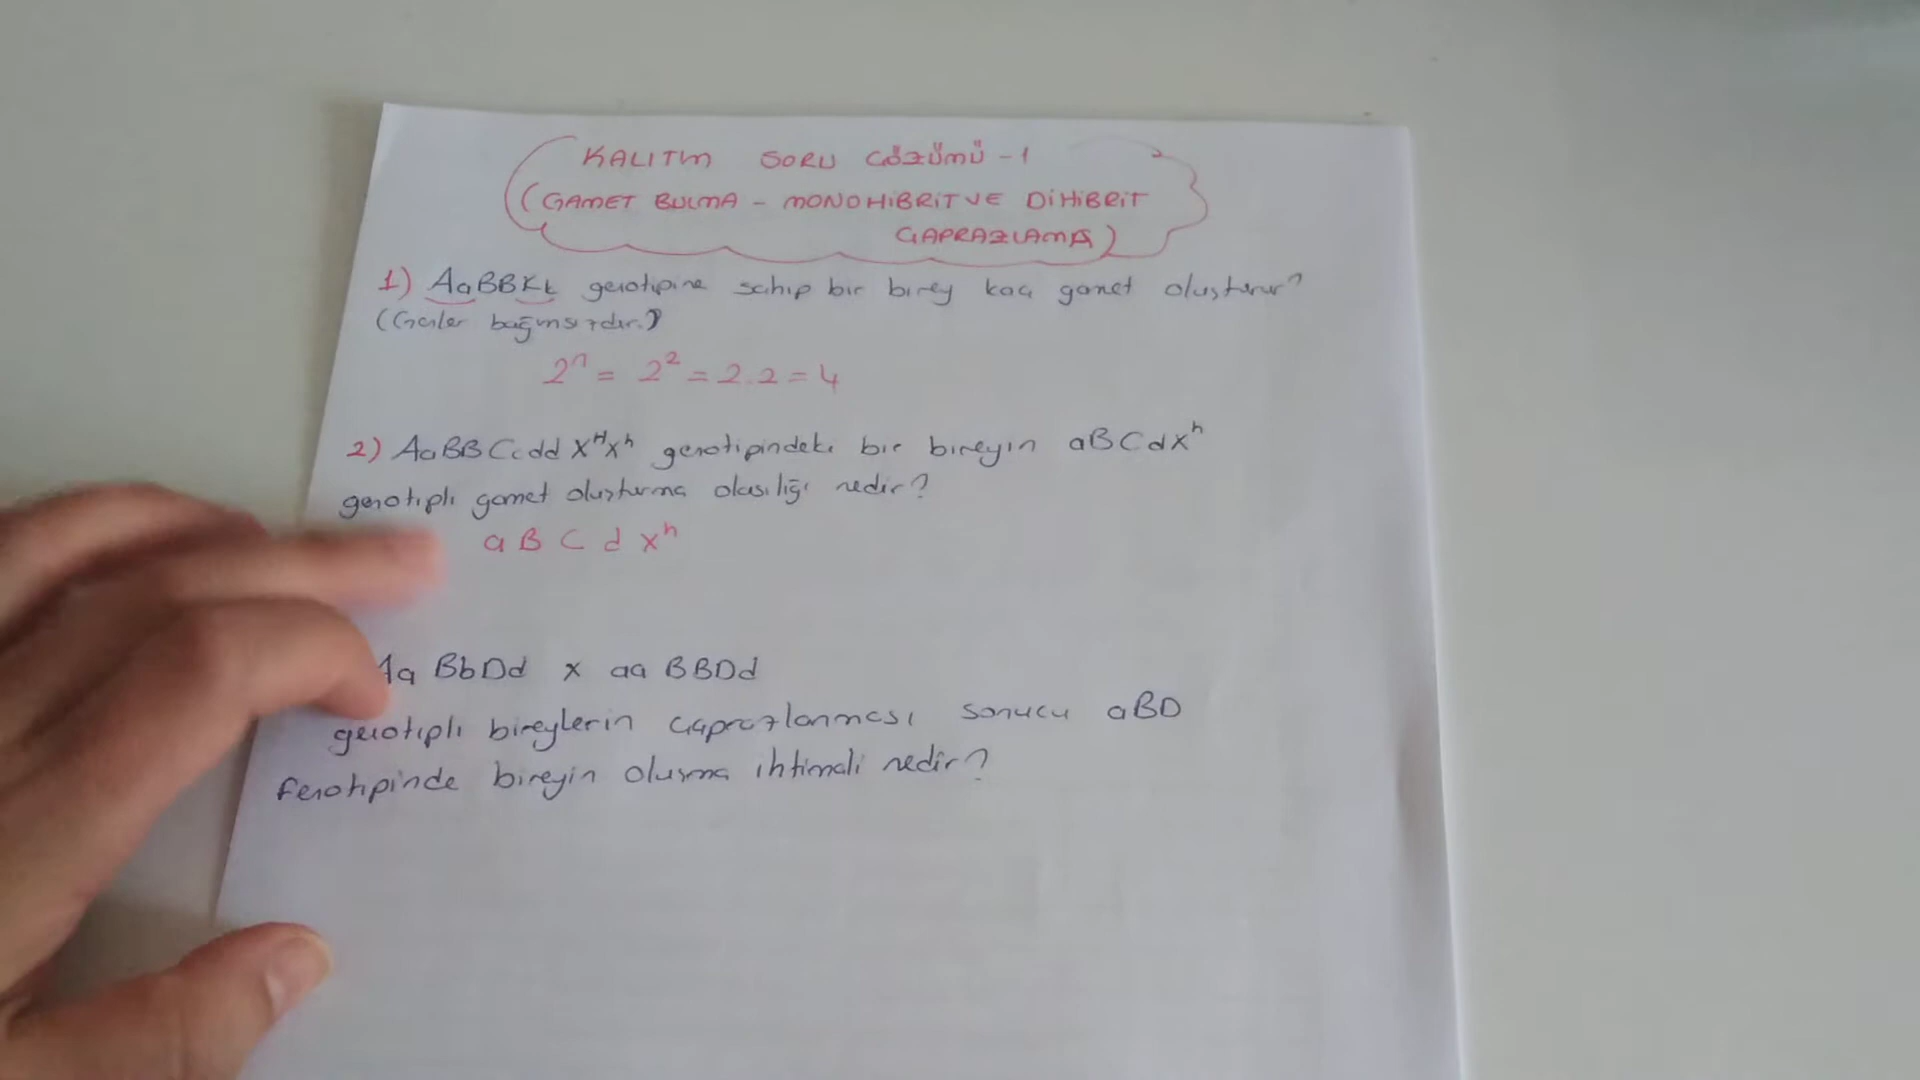 KALITIM SORU ÇÖZÜMÜ - 1
(GAMET BULMA - MONOHİBRİT VE DİHİBRİT
ÇAPRAZLAMA)
1) AaBBKk genotipine sahip bir birey kaç gamet oluşturur?
(Genler bağımsızdır.)
2ⁿ = 2² = 2.2 = 4
2) AaBBCcdd XᴴXʰ genotipindeki bir bireyin aBCdXʰ
genotipli gamet oluşturma olasılığı nedir?
a B C d Xʰ
Aa BbDd x aa BBDd
genotipli bireylerin çaprazlanması sonucu aBD
fenotipinde bireyin oluşma ihtimali nedir?